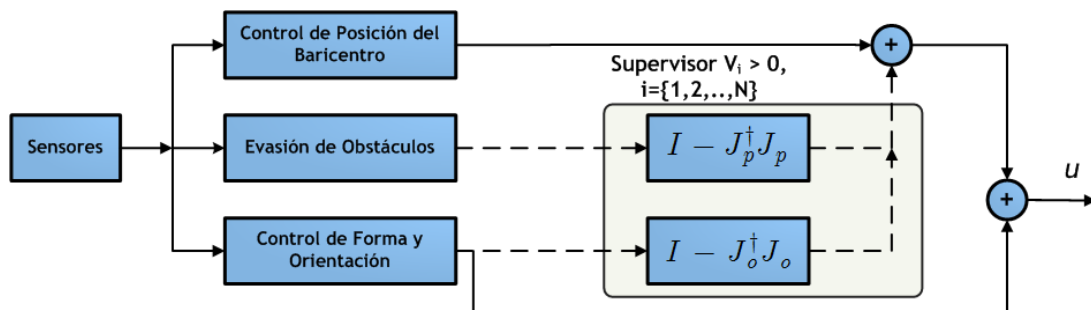 Control de Posición del
Baricentro
+
Supervisor Vᵢ > 0,
i={1,2,..,N}
Sensores
Evasión de Obstáculos
I − J_p^† J_p
u
+
Control de Forma y
Orientación
I − J_o^† J_o